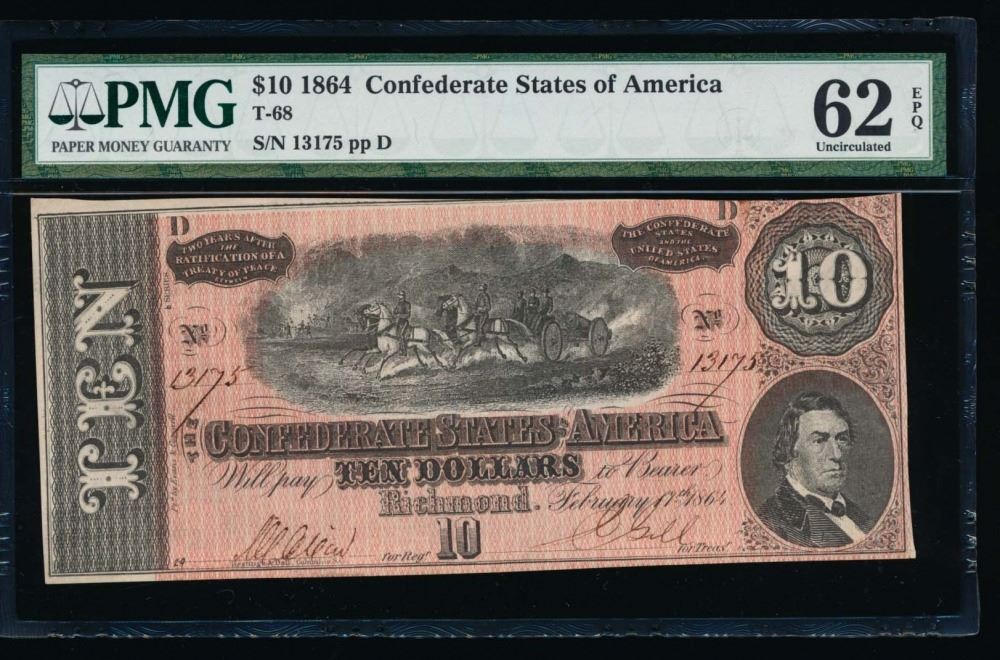 PMG
PAPER MONEY GUARANTY
$10 1864 Confederate States of America
T-68
S/N 13175 pp D
62
EPQ
Uncirculated
D
D
TWO YEARS AFTER
THE
RATIFICATION OF A
TREATY OF PEACE
BETWEEN
THE CONFEDERATE
STATES
AND THE
UNITED STATES
OF AMERICA
10
TEN
No
No
13175
13175
THE
CONFEDERATE STATES OF AMERICA
Will pay TEN DOLLARS to Bearer
Richmond. February 17th 1864
for Regr.
10
for Treasr.